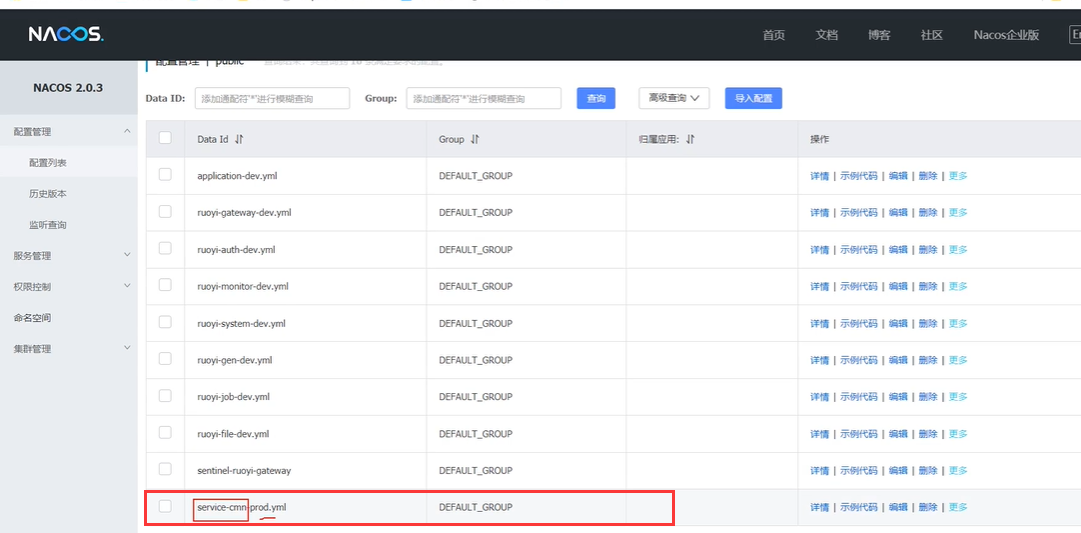 NACOS.
首页 文档 博客 社区 Nacos企业版 En
NACOS 2.0.3
配置管理
配置列表
历史版本
监听查询
服务管理
权限控制
命名空间
集群管理
配置管理 | public
Data ID: 添加通配符'*'进行模糊查询 Group: 添加通配符'*'进行模糊查询 查询 高级查询 导入配置
Data Id Group 归属应用: 操作
application-dev.yml DEFAULT_GROUP 详情 | 示例代码 | 编辑 | 删除 | 更多
ruoyi-gateway-dev.yml DEFAULT_GROUP 详情 | 示例代码 | 编辑 | 删除 | 更多
ruoyi-auth-dev.yml DEFAULT_GROUP 详情 | 示例代码 | 编辑 | 删除 | 更多
ruoyi-monitor-dev.yml DEFAULT_GROUP 详情 | 示例代码 | 编辑 | 删除 | 更多
ruoyi-system-dev.yml DEFAULT_GROUP 详情 | 示例代码 | 编辑 | 删除 | 更多
ruoyi-gen-dev.yml DEFAULT_GROUP 详情 | 示例代码 | 编辑 | 删除 | 更多
ruoyi-job-dev.yml DEFAULT_GROUP 详情 | 示例代码 | 编辑 | 删除 | 更多
ruoyi-file-dev.yml DEFAULT_GROUP 详情 | 示例代码 | 编辑 | 删除 | 更多
sentinel-ruoyi-gateway DEFAULT_GROUP 详情 | 示例代码 | 编辑 | 删除 | 更多
service-cmn-prod.yml DEFAULT_GROUP 详情 | 示例代码 | 编辑 | 删除 | 更多